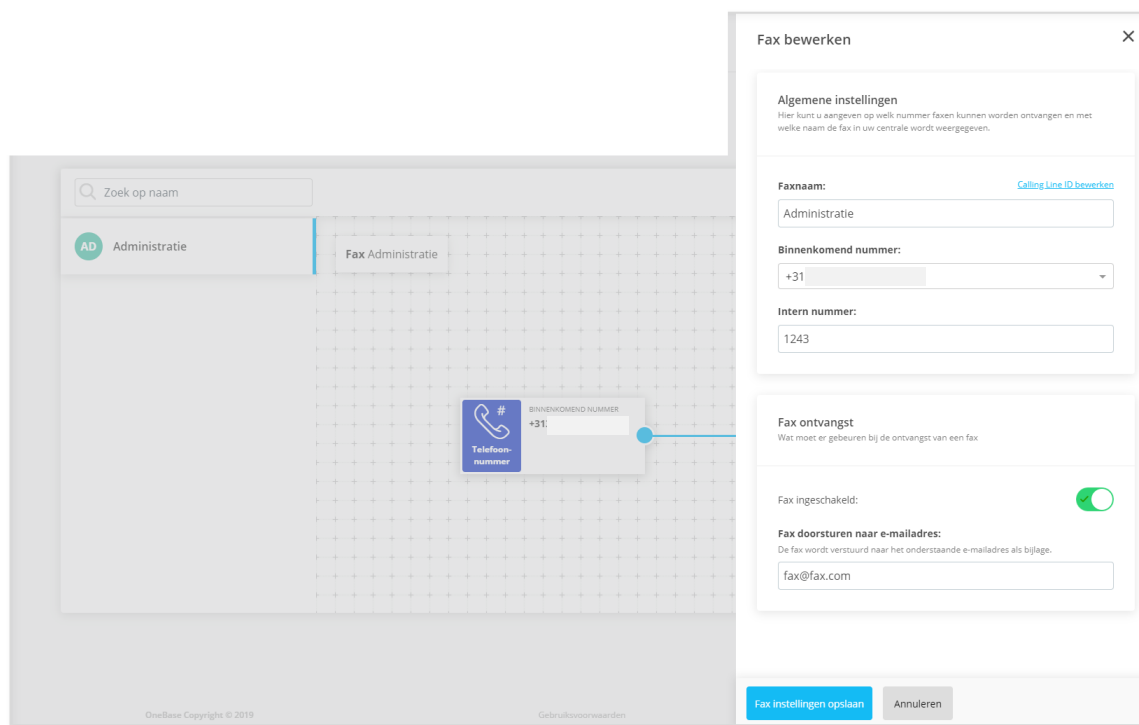 Fax bewerken
Algemene instellingen
Hier kunt u aangeven op welk nummer faxen kunnen worden ontvangen en met
welke naam de fax in uw centrale wordt weergegeven.
Faxnaam:
Calling Line ID bewerken
Administratie
Binnenkomend nummer:
+31
Intern nummer:
1243
Fax ontvangst
Wat moet er gebeuren bij de ontvangst van een fax
Fax ingeschakeld:
Fax doorsturen naar e-mailadres:
De fax wordt verstuurd naar het onderstaande e-mailadres als bijlage.
fax@fax.com
Fax instellingen opslaan
Annuleren
Zoek op naam
AD
Administratie
Fax Administratie
#
Telefoon-
nummer
BINNENKOMEND NUMMER
+31
OneBase Copyright © 2019
Gebruiksvoorwaarden